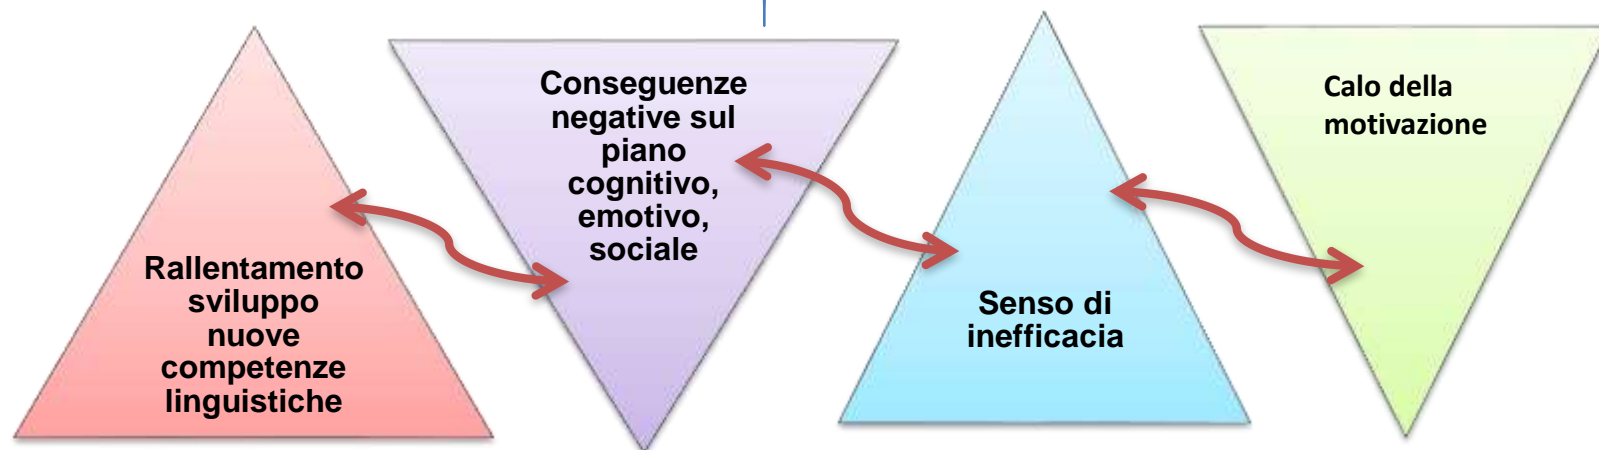 Rallentamento
sviluppo
nuove
competenze
linguistiche
Conseguenze
negative sul
piano
cognitivo,
emotivo,
sociale
Senso di
inefficacia
Calo della
motivazione